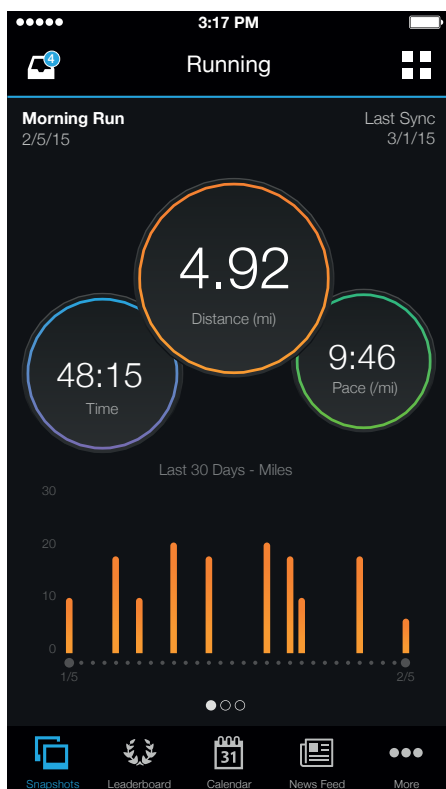 3:17 PM
4
Running
Morning Run
Last Sync
2/5/15
3/1/15
4.92
Distance (mi)
48:15
Time
9:46
Pace (/mi)
Last 30 Days - Miles
30
20
10
0
1/5
2/5
31
Snapshots
Leaderboard
Calendar
News Feed
More